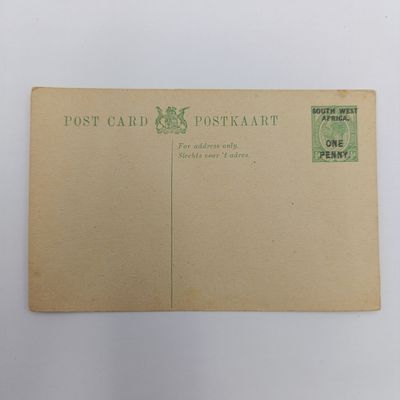 POST CARD POSTKAART
SOUTH WEST
AFRICA.
ONE
PENNY.
For address only.
Slechts voor 't adres.